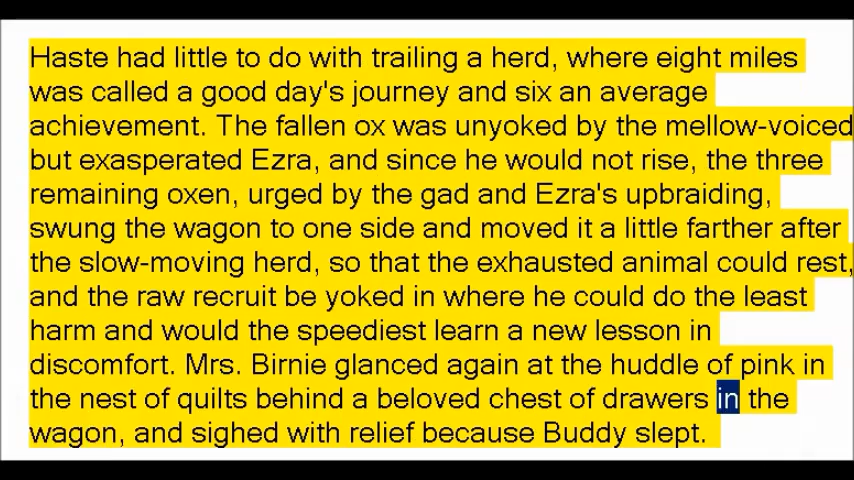 Haste had little to do with trailing a herd, where eight miles
was called a good day's journey and six an average
achievement. The fallen ox was unyoked by the mellow-voiced
but exasperated Ezra, and since he would not rise, the three
remaining oxen, urged by the gad and Ezra's upbraiding,
swung the wagon to one side and moved it a little farther after
the slow-moving herd, so that the exhausted animal could rest,
and the raw recruit be yoked in where he could do the least
harm and would the speediest learn a new lesson in
discomfort. Mrs. Birnie glanced again at the huddle of pink in
the nest of quilts behind a beloved chest of drawers in the
wagon, and sighed with relief because Buddy slept.